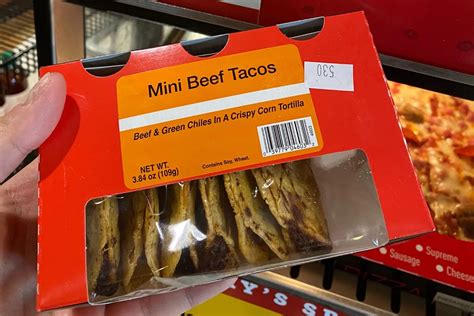 Mini Beef Tacos
530
Beef & Green Chiles In A Crispy Corn Tortilla
NET WT.
3.84 oz (109g)
Contains Soy, Wheat.
Supreme
Sausage
Cheese
Y'S